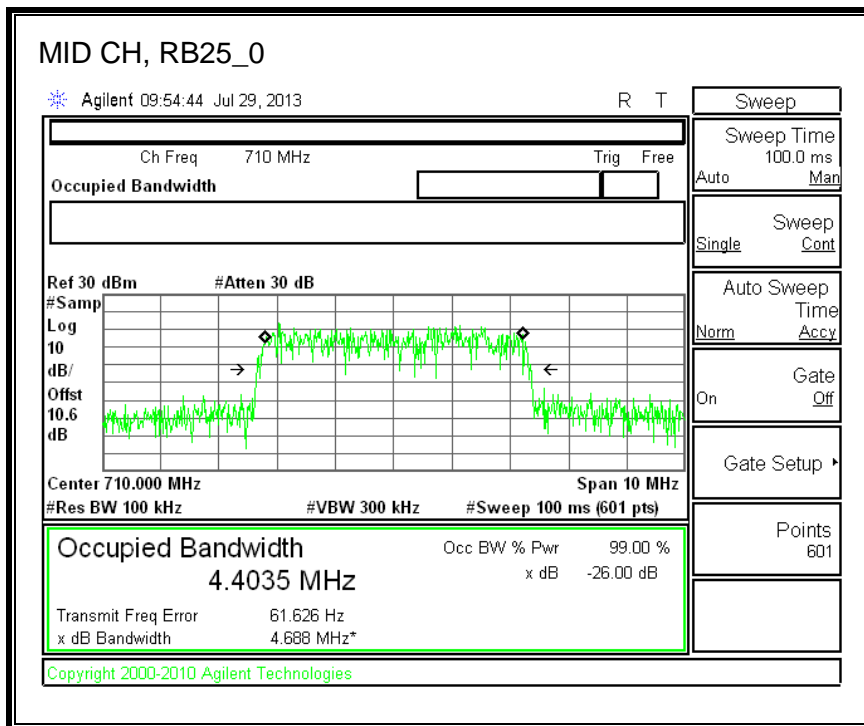 MID CH, RB25_0
Agilent 09:54:44 Jul 29, 2013 R T
Ch Freq 710 MHz Trig Free
Occupied Bandwidth
Ref 30 dBm #Atten 30 dB
#Samp
Log
10
dB/
Offst
10.6
dB
Center 710.000 MHz Span 10 MHz
#Res BW 100 kHz #VBW 300 kHz #Sweep 100 ms (601 pts)
Occupied Bandwidth Occ BW % Pwr 99.00 %
4.4035 MHz x dB -26.00 dB
Transmit Freq Error 61.626 Hz
x dB Bandwidth 4.688 MHz*
Copyright 2000-2010 Agilent Technologies
Sweep
Sweep Time
100.0 ms
Auto Man
Sweep
Single Cont
Auto Sweep
Time
Norm Accy
Gate
On Off
Gate Setup
Points
601